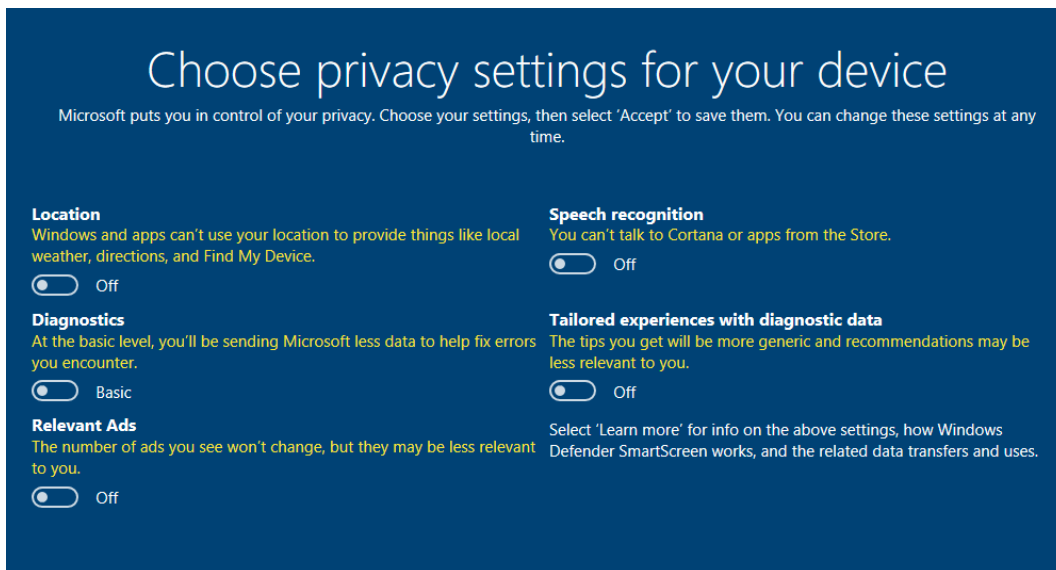 Choose privacy settings for your device
Microsoft puts you in control of your privacy. Choose your settings, then select ‘Accept’ to save them. You can change these settings at any
time.
Location
Windows and apps can’t use your location to provide things like local
weather, directions, and Find My Device.
Off
Diagnostics
At the basic level, you’ll be sending Microsoft less data to help fix errors
you encounter.
Basic
Relevant Ads
The number of ads you see won’t change, but they may be less relevant
to you.
Off
Speech recognition
You can’t talk to Cortana or apps from the Store.
Off
Tailored experiences with diagnostic data
The tips you get will be more generic and recommendations may be
less relevant to you.
Off
Select ‘Learn more’ for info on the above settings, how Windows
Defender SmartScreen works, and the related data transfers and uses.